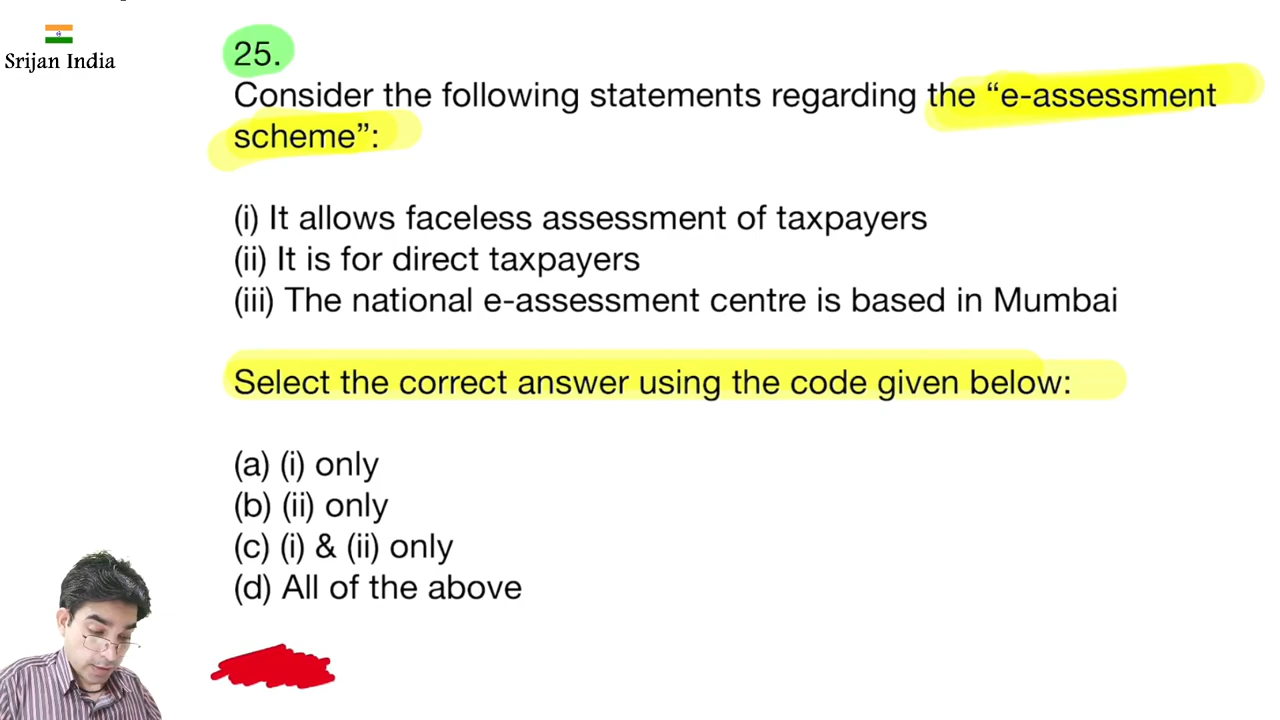 Srijan India
25.
Consider the following statements regarding the “e-assessment
scheme”:
(i) It allows faceless assessment of taxpayers
(ii) It is for direct taxpayers
(iii) The national e-assessment centre is based in Mumbai
Select the correct answer using the code given below:
(a) (i) only
(b) (ii) only
(c) (i) & (ii) only
(d) All of the above